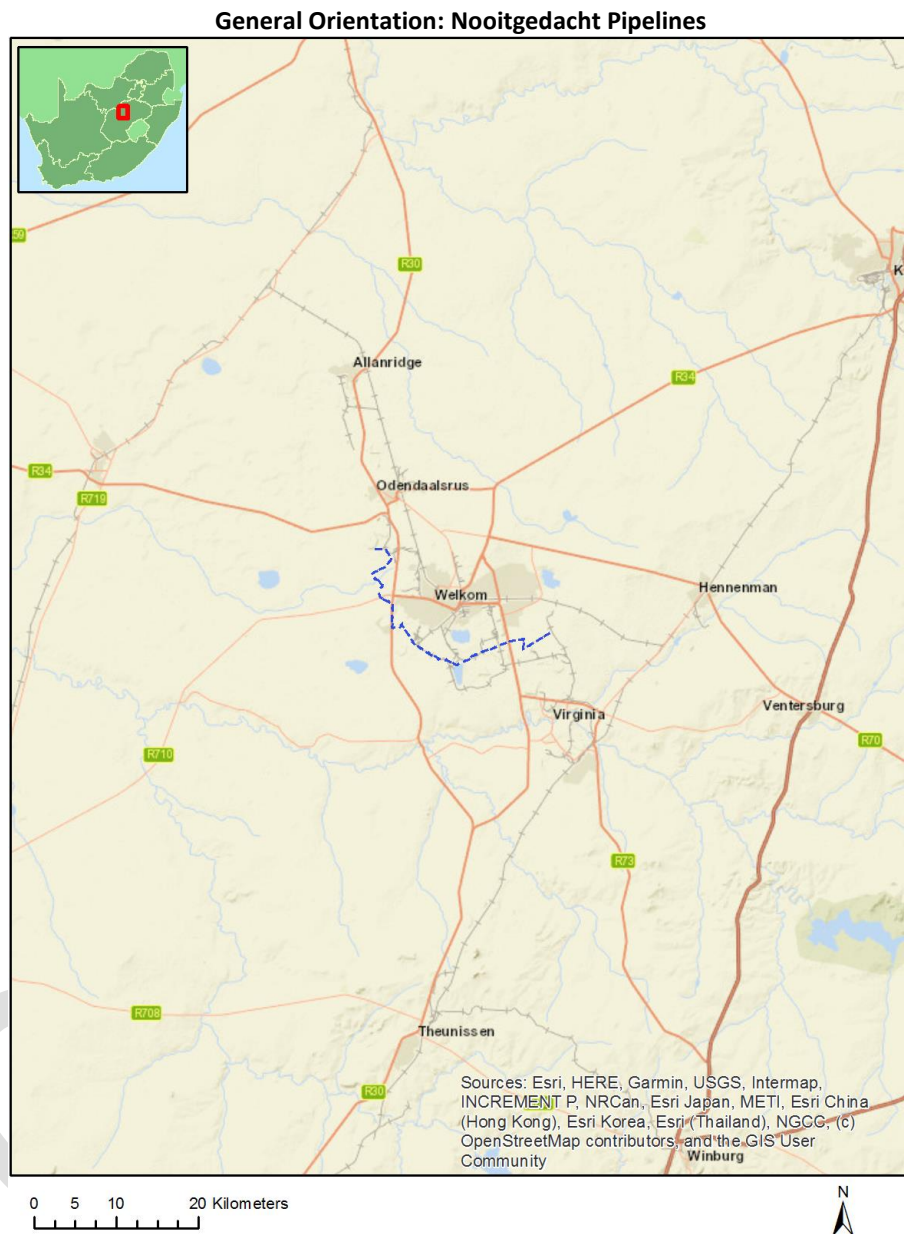 General Orientation: Nooitgedacht Pipelines
R30
Allanridge
R34
R34
R719
Odendaalsrus
Welkom
Hennenman
Virginia
Ventersburg
R710
R70
R73
R708
Theunissen
R30
Sources: Esri, HERE, Garmin, USGS, Intermap,
INCREMENT P, NRCan, Esri Japan, METI, Esri China
(Hong Kong), Esri Korea, Esri (Thailand), NGCC, (c)
OpenStreetMap contributors, and the GIS User
Community
Winburg
0 5 10 20 Kilometers
N